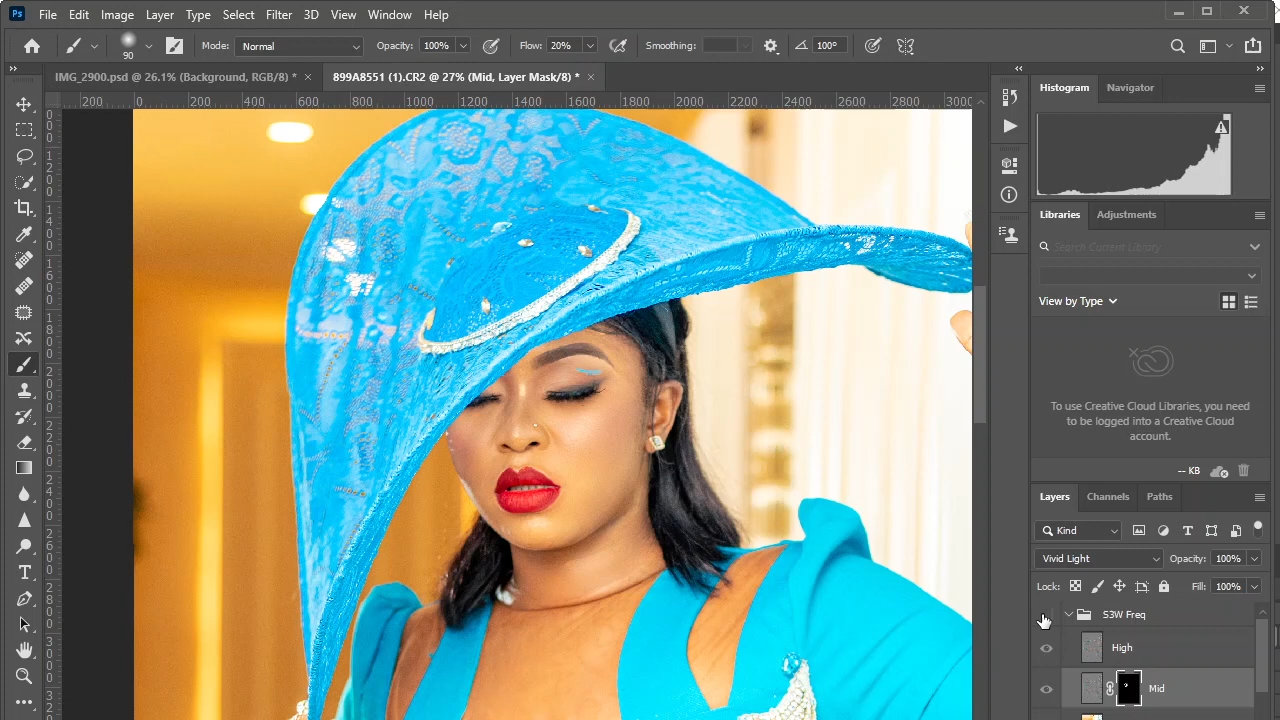 Ps File Edit Image Layer Type Select Filter 3D View Window Help
90 Mode: Normal Opacity: 100% Flow: 20% Smoothing: 100°
IMG_2900.psd @ 26.1% (Background, RGB/8) * × 899A8551 (1).CR2 @ 27% (Mid, Layer Mask/8) * ×
200 0 200 400 600 800 1000 1200 1400 1600 1800 2000 2200 2400 2600 2800 3000
Histogram Navigator
Libraries Adjustments
Search Current Library
View by Type
To use Creative Cloud Libraries, you need
to be logged into a Creative Cloud
account.
-- KB
Layers Channels Paths
Kind
Vivid Light Opacity: 100%
Lock: Fill: 100%
S3W Freq
High
Mid